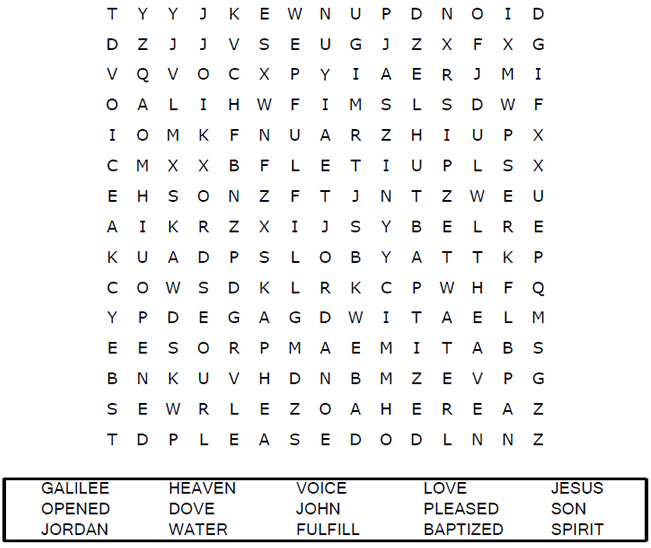 T Y Y J K E W N U P D N O I D
D Z J J V S E U G J Z X F X G
V Q V O C X P Y I A E R J M I
O A L I H W F I M S L S D W F
I O M K F N U A R Z H I U P X
C M X X B F L E T I U P L S X
E H S O N Z F T J N T Z W E U
A I K R Z X I J S Y B E L R E
K U A D P S L O B Y A T T K P
C O W S D K L R K C P W H F Q
Y P D E G A G D W I T A E L M
E E S O R P M A E M I T A B S
B N K U V H D N B M Z E V P G
S E W R L E Z O A H E R E A Z
T D P L E A S E D O D L N N Z
GALILEE HEAVEN VOICE LOVE JESUS
OPENED DOVE JOHN PLEASED SON
JORDAN WATER FULFILL BAPTIZED SPIRIT